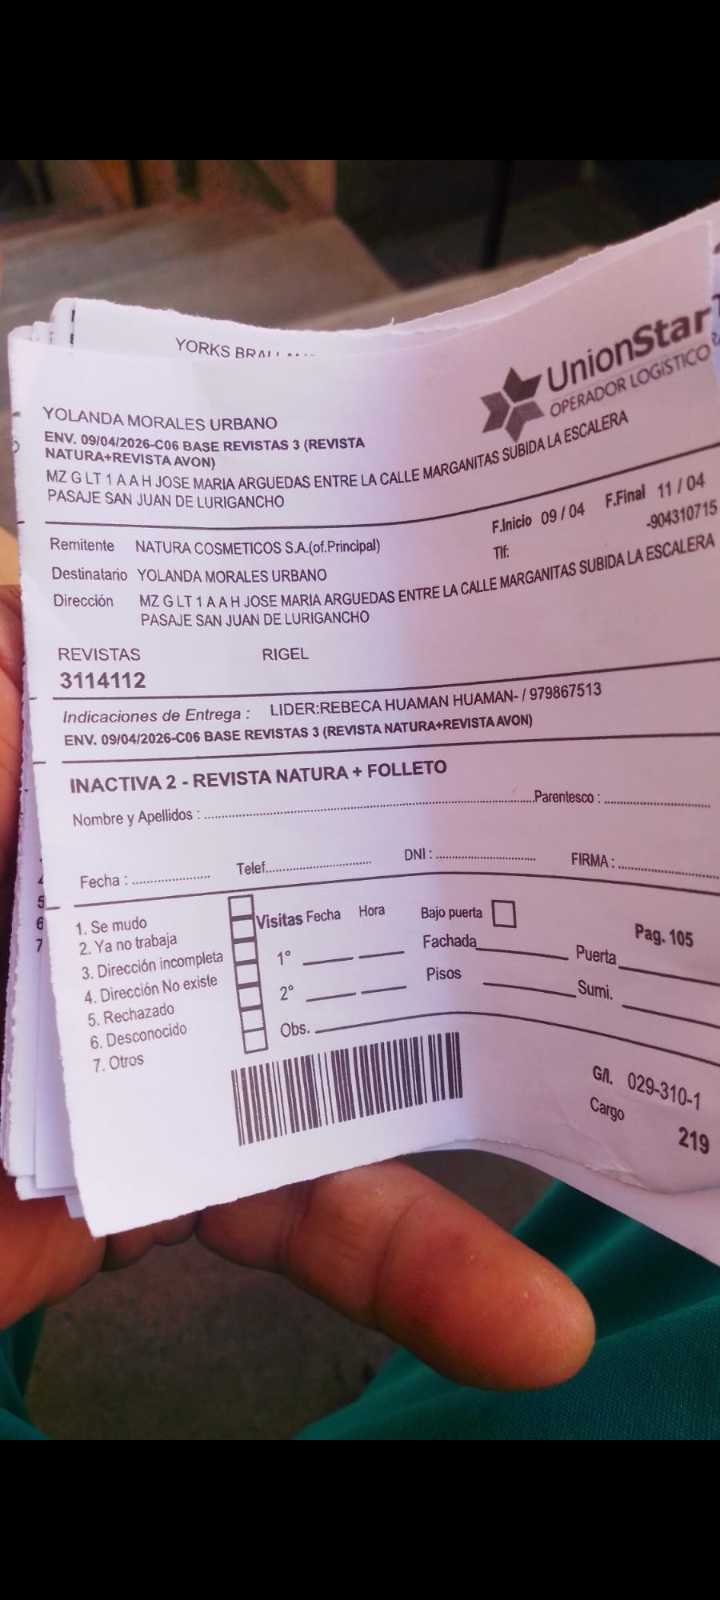 YORKS
UnionStar
OPERADOR LOGÍSTICO
YOLANDA MORALES URBANO
ENV. 09/04/2026-C06 BASE REVISTAS 3 (REVISTA
NATURA+REVISTA AVON)
MZ G LT 1 A A H JOSE MARIA ARGUEDAS ENTRE LA CALLE MARGANITAS SUBIDA LA ESCALERA
PASAJE SAN JUAN DE LURIGANCHO
F.Inicio 09 / 04 F.Final 11 / 04
Remitente NATURA COSMETICOS S.A.(of.Principal) Tlf: -904310715
Destinatario YOLANDA MORALES URBANO
Dirección MZ G LT 1 A A H JOSE MARIA ARGUEDAS ENTRE LA CALLE MARGANITAS SUBIDA LA ESCALERA
PASAJE SAN JUAN DE LURIGANCHO
REVISTAS RIGEL
3114112
Indicaciones de Entrega : LIDER:REBECA HUAMAN HUAMAN- / 979867513
ENV. 09/04/2026-C06 BASE REVISTAS 3 (REVISTA NATURA+REVISTA AVON)
INACTIVA 2 - REVISTA NATURA + FOLLETO
Nombre y Apellidos : Parentesco :
Fecha : Telef. DNI : FIRMA :
1. Se mudo
2. Ya no trabaja
3. Dirección incompleta
4. Dirección No existe
5. Rechazado
6. Desconocido
7. Otros
Visitas Fecha Hora Bajo puerta Pag. 105
1° Fachada Puerta
2° Pisos Sumi.
Obs.
G/l. 029-310-1
Cargo 219
5
6
7